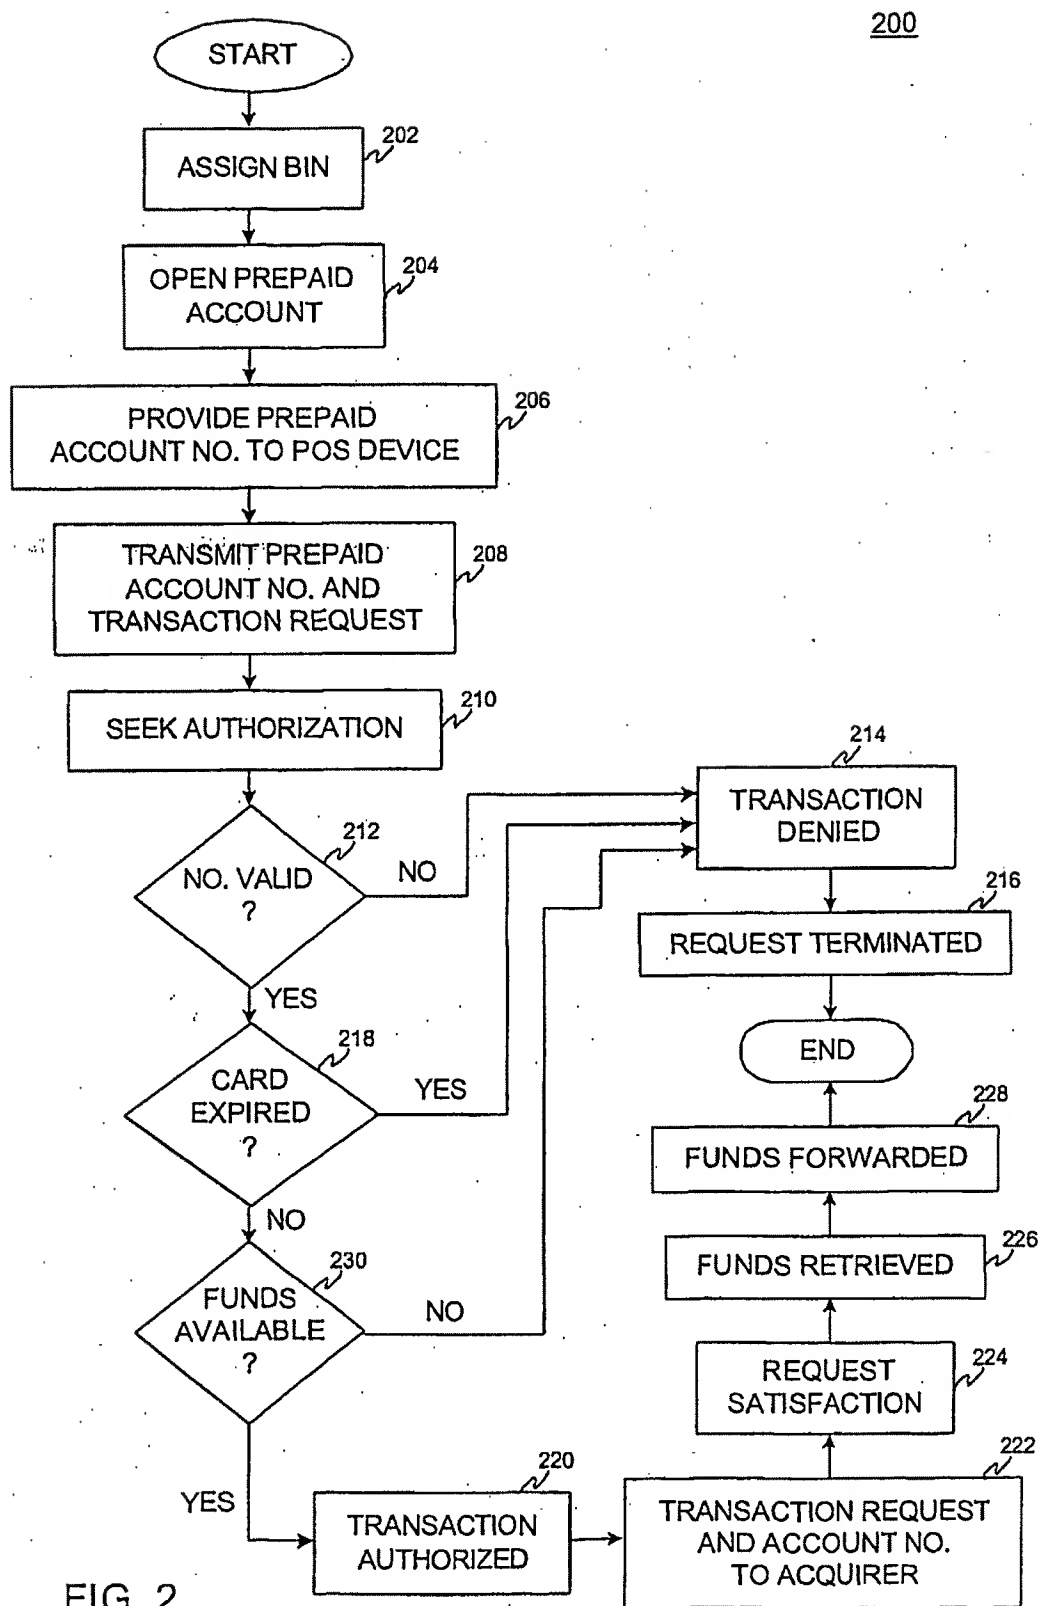 200
START
202
ASSIGN BIN
204
OPEN PREPAID
ACCOUNT
206
PROVIDE PREPAID
ACCOUNT NO. TO POS DEVICE
208
TRANSMIT PREPAID
ACCOUNT NO. AND
TRANSACTION REQUEST
210
SEEK AUTHORIZATION
212
NO. VALID
?
NO
YES
214
TRANSACTION
DENIED
216
REQUEST TERMINATED
END
218
CARD
EXPIRED
?
YES
NO
228
FUNDS FORWARDED
226
FUNDS RETRIEVED
230
FUNDS
AVAILABLE
?
NO
YES
224
REQUEST
SATISFACTION
220
TRANSACTION
AUTHORIZED
222
TRANSACTION REQUEST
AND ACCOUNT NO.
TO ACQUIRER
FIG. 2